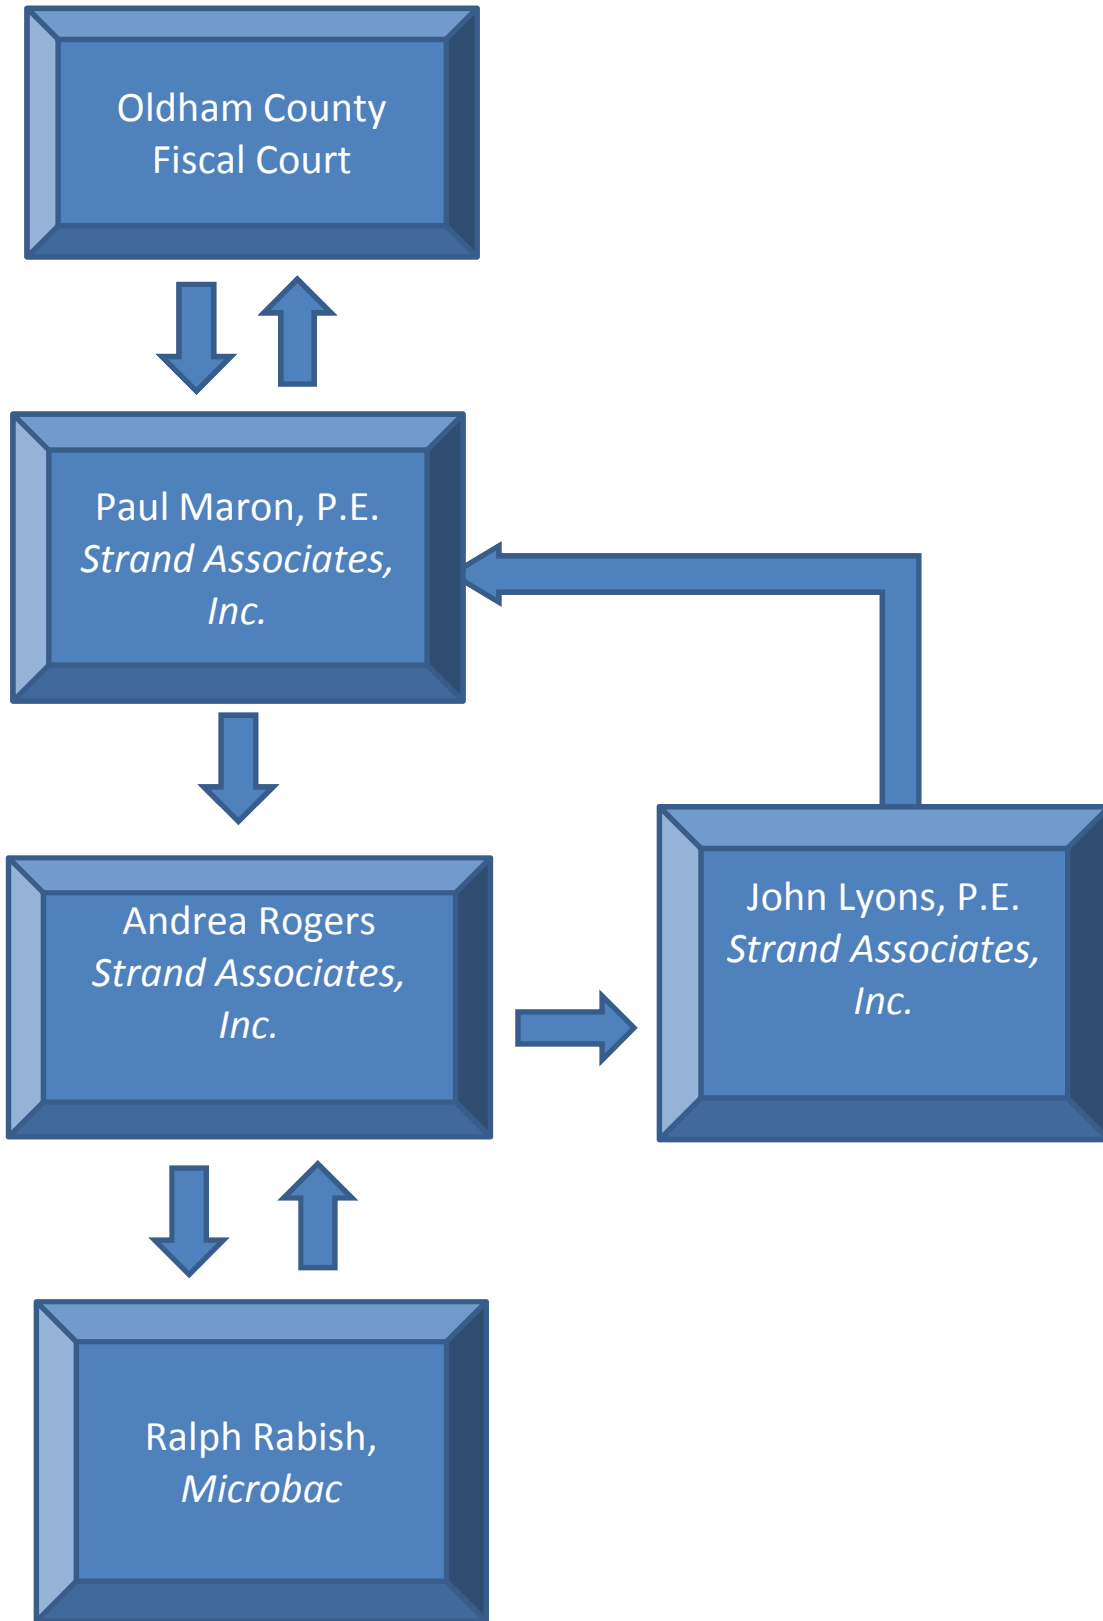 Oldham County
Fiscal Court
Paul Maron, P.E.
Strand Associates,
Inc.
Andrea Rogers
Strand Associates,
Inc.
John Lyons, P.E.
Strand Associates,
Inc.
Ralph Rabish,
Microbac